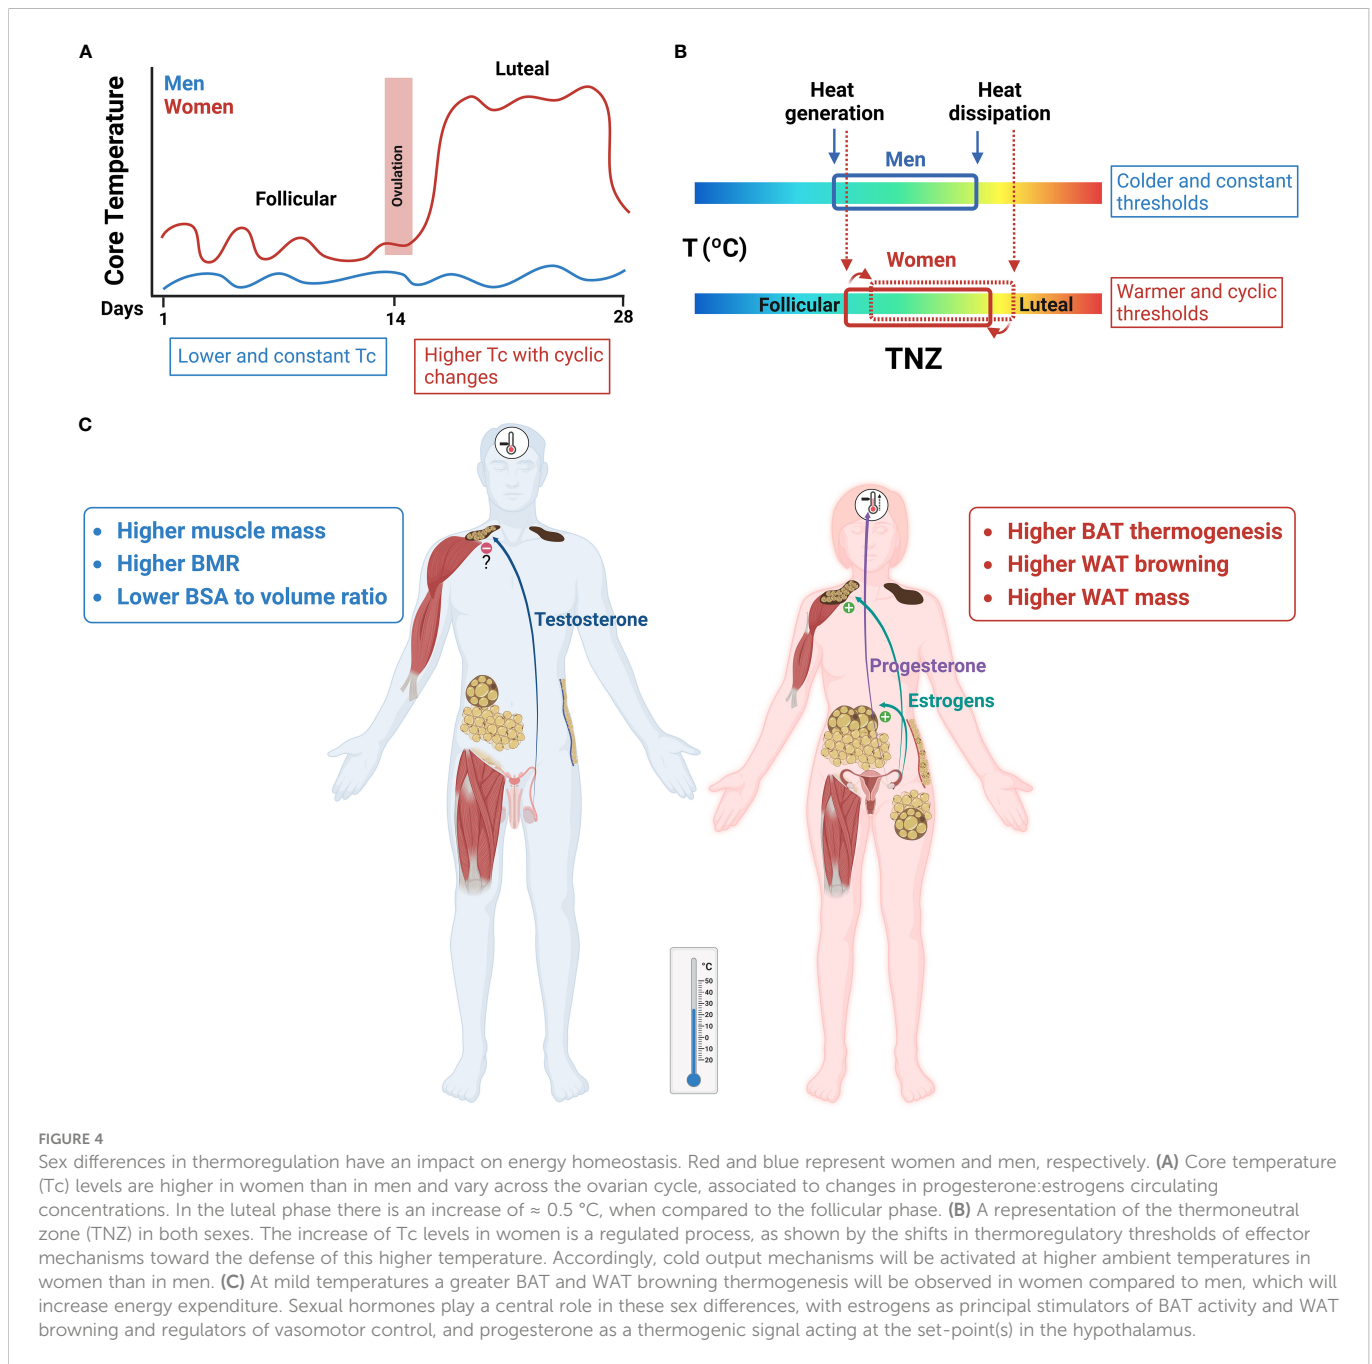 A
Core Temperature
Men
Women
Follicular
Ovulation
Luteal
Days
1
14
28
Lower and constant Tc
Higher Tc with cyclic
changes
B
Heat
generation
Heat
dissipation
Men
Colder and constant
thresholds
T (ºC)
Women
Follicular
Luteal
Warmer and cyclic
thresholds
TNZ
C
• Higher muscle mass
• Higher BMR
• Lower BSA to volume ratio
?
Testosterone
• Higher BAT thermogenesis
• Higher WAT browning
• Higher WAT mass
Progesterone
Estrogens
°C
50
40
30
20
10
0
10
20
FIGURE 4
Sex differences in thermoregulation have an impact on energy homeostasis. Red and blue represent women and men, respectively. (A) Core temperature
(Tc) levels are higher in women than in men and vary across the ovarian cycle, associated to changes in progesterone:estrogens circulating
concentrations. In the luteal phase there is an increase of ≈ 0.5 °C, when compared to the follicular phase. (B) A representation of the thermoneutral
zone (TNZ) in both sexes. The increase of Tc levels in women is a regulated process, as shown by the shifts in thermoregulatory thresholds of effector
mechanisms toward the defense of this higher temperature. Accordingly, cold output mechanisms will be activated at higher ambient temperatures in
women than in men. (C) At mild temperatures a greater BAT and WAT browning thermogenesis will be observed in women compared to men, which will
increase energy expenditure. Sexual hormones play a central role in these sex differences, with estrogens as principal stimulators of BAT activity and WAT
browning and regulators of vasomotor control, and progesterone as a thermogenic signal acting at the set-point(s) in the hypothalamus.